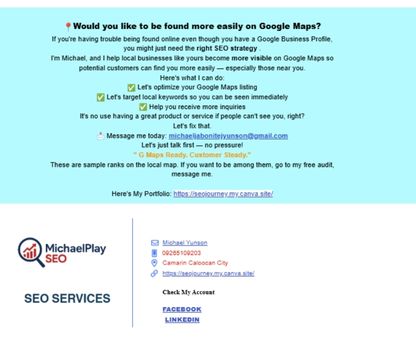 📍Would you like to be found more easily on Google Maps?
If you're having trouble being found online even though you have a Google Business Profile,
you might just need the right SEO strategy .
I'm Michael, and I help local businesses like yours become more visible on Google Maps so
potential customers can find you more easily — especially those near you.
Here's what I can do:
✅ Let's optimize your Google Maps listing
✅ Let's target local keywords so you can be seen immediately
✅ Help you receive more inquiries
It's no use having a great product or service if people can't see you, right?
Let's fix that.
📩 Message me today: michaeljabonitejyunson@gmail.com
Let's just talk first — no pressure!
" G Maps Ready. Customer Steady."
These are sample ranks on the local map. If you want to be among them, go to my free audit,
message me.
Here's My Portfolio: https://seojourney.my.canva.site/
MichaelPlay
SEO
SEO SERVICES
Michael Yunson
09265109203
Camarin Caloocan City
https://seojourney.my.canva.site/
Check My Account
FACEBOOK
LINKEDIN